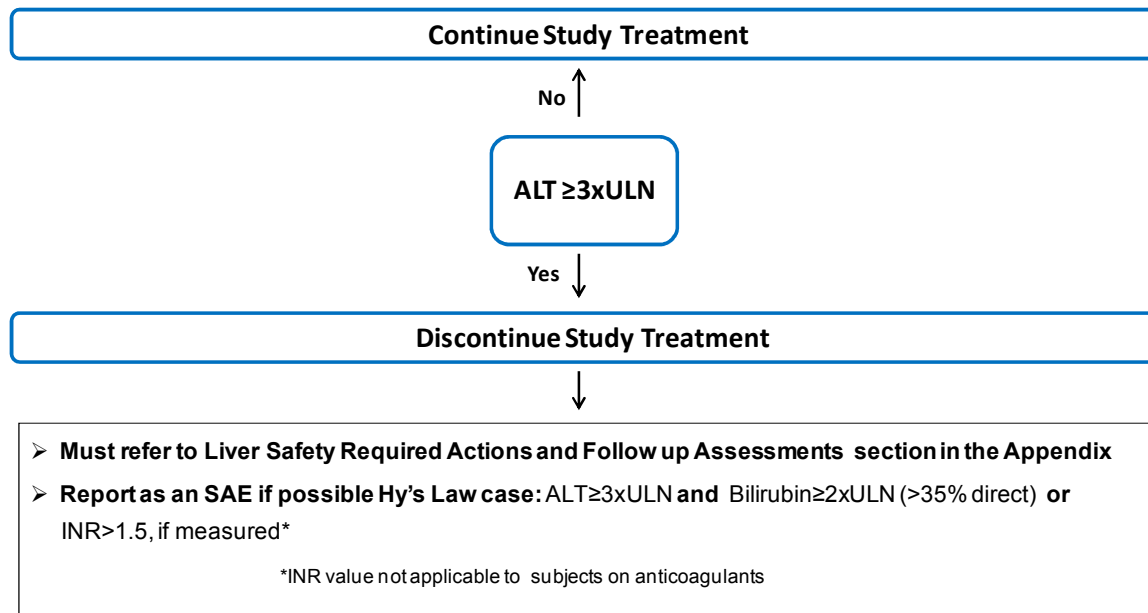 Continue Study Treatment
No
ALT ≥3xULN
Yes
Discontinue Study Treatment
➢ Must refer to Liver Safety Required Actions and Follow up Assessments section in the Appendix
➢ Report as an SAE if possible Hy's Law case: ALT≥3xULN and Bilirubin≥2xULN (>35% direct) or
INR>1.5, if measured*
*INR value not applicable to subjects on anticoagulants